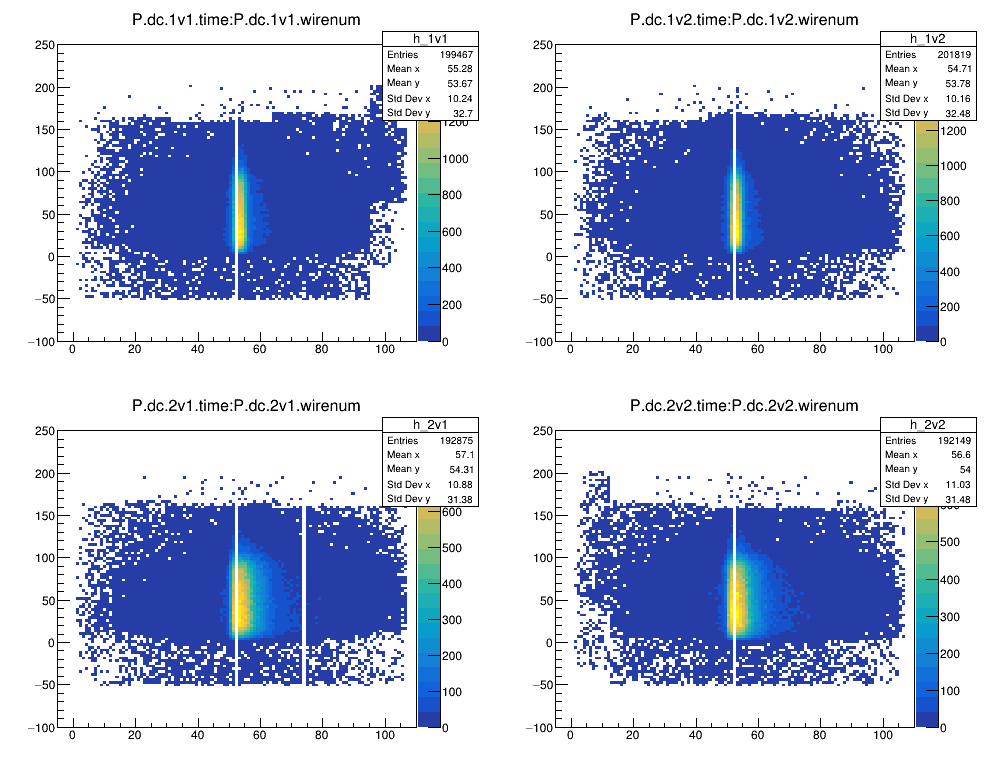 P.dc.1v1.time:P.dc.1v1.wirenum
h_1v1
Entries 199467
Mean x 55.28
Mean y 53.67
Std Dev x 10.24
Std Dev y 32.7
250
200
150
100
50
0
−50
−100
0 20 40 60 80 100
1200
1000
800
600
400
200
0
P.dc.1v2.time:P.dc.1v2.wirenum
h_1v2
Entries 201819
Mean x 54.71
Mean y 53.78
Std Dev x 10.16
Std Dev y 32.48
250
200
150
100
50
0
−50
−100
0 20 40 60 80 100
1200
1000
800
600
400
200
0
P.dc.2v1.time:P.dc.2v1.wirenum
h_2v1
Entries 192875
Mean x 57.1
Mean y 54.31
Std Dev x 10.88
Std Dev y 31.38
250
200
150
100
50
0
−50
−100
0 20 40 60 80 100
600
500
400
300
200
100
0
P.dc.2v2.time:P.dc.2v2.wirenum
h_2v2
Entries 192149
Mean x 56.6
Mean y 54
Std Dev x 11.03
Std Dev y 31.48
250
200
150
100
50
0
−50
−100
0 20 40 60 80 100
500
400
300
200
100
0